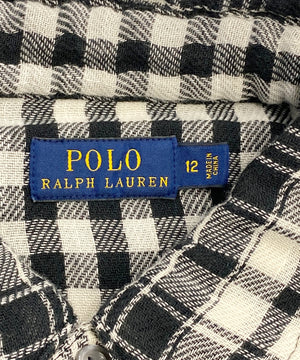 POLO
RALPH LAUREN
12
MADE IN
CHINA